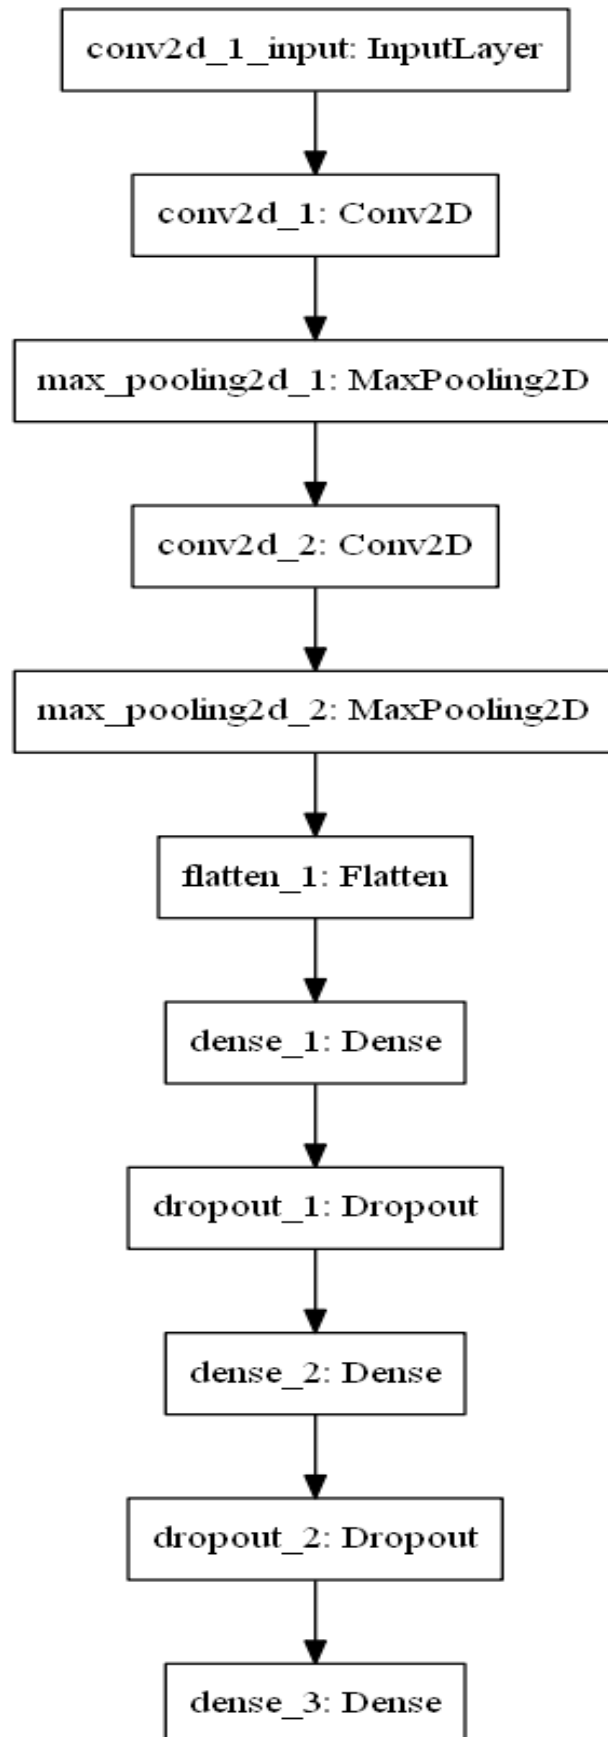 conv2d_1_input: InputLayer
conv2d_1: Conv2D
max_pooling2d_1: MaxPooling2D
conv2d_2: Conv2D
max_pooling2d_2: MaxPooling2D
flatten_1: Flatten
dense_1: Dense
dropout_1: Dropout
dense_2: Dense
dropout_2: Dropout
dense_3: Dense